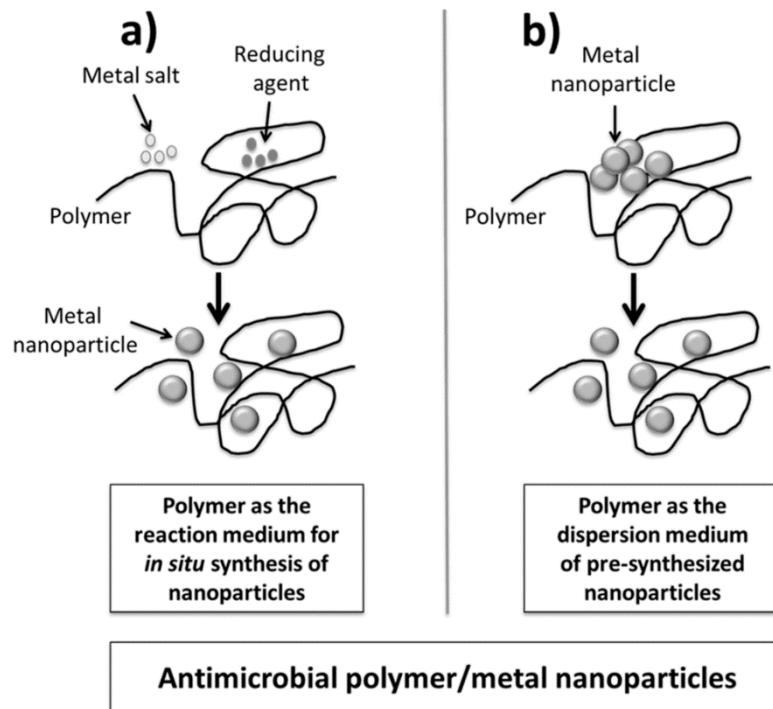 a)
Metal salt
Reducing
agent
Polymer
Metal
nanoparticle
Polymer as the
reaction medium for
in situ synthesis of
nanoparticles
b)
Metal
nanoparticle
Polymer
Polymer as the
dispersion medium
of pre-synthesized
nanoparticles
Antimicrobial polymer/metal nanoparticles